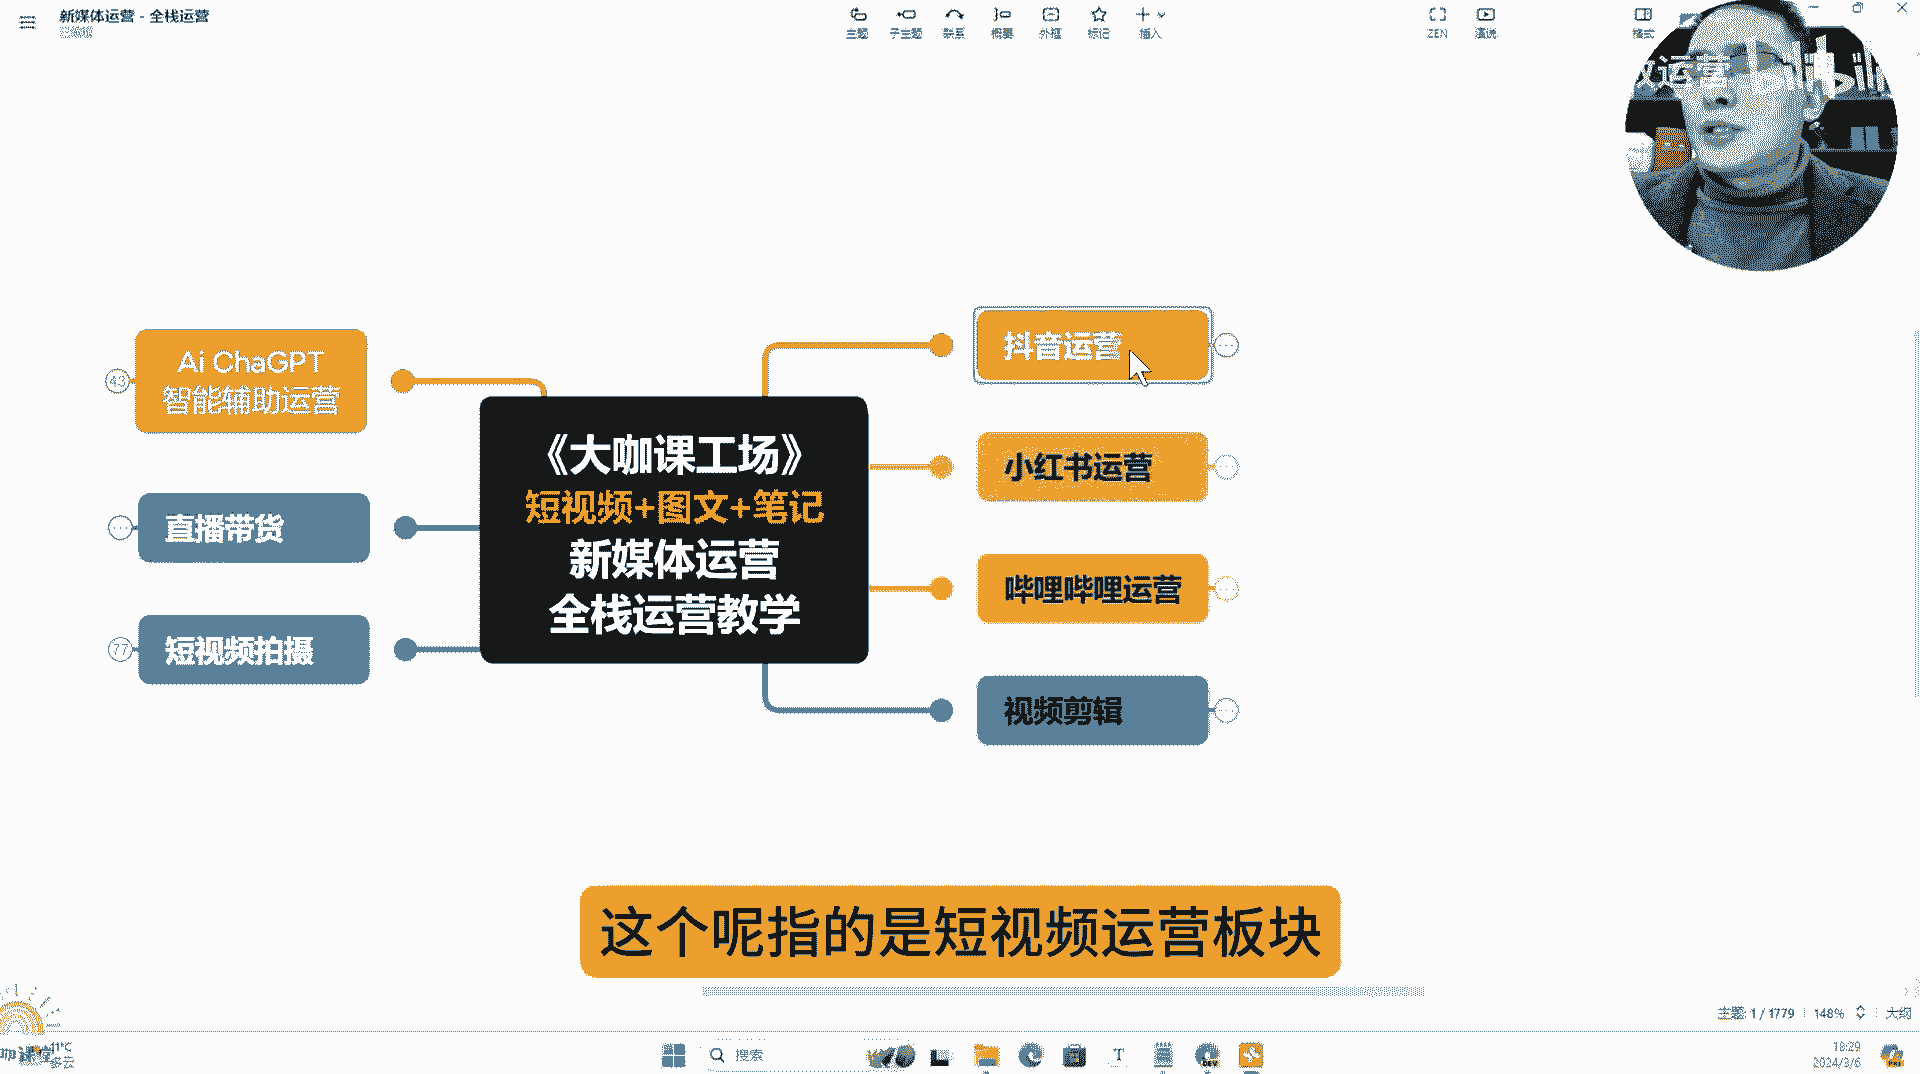 新媒体运营 - 全栈运营
已编辑
主题
子主题
联系
概要
外框
标记
插入
ZEN
演说
格式
做运营
bilibili
Ai ChaGPT
智能辅助运营
43
直播带货
短视频拍摄
77
《大咖课工场》
短视频+图文+笔记
新媒体运营
全栈运营教学
抖音运营
小红书运营
哔哩哔哩运营
视频剪辑
这个呢指的是短视频运营板块
主题: 1 / 1779
148%
大纲
11°C
多云
搜索
18:29
2024/3/6